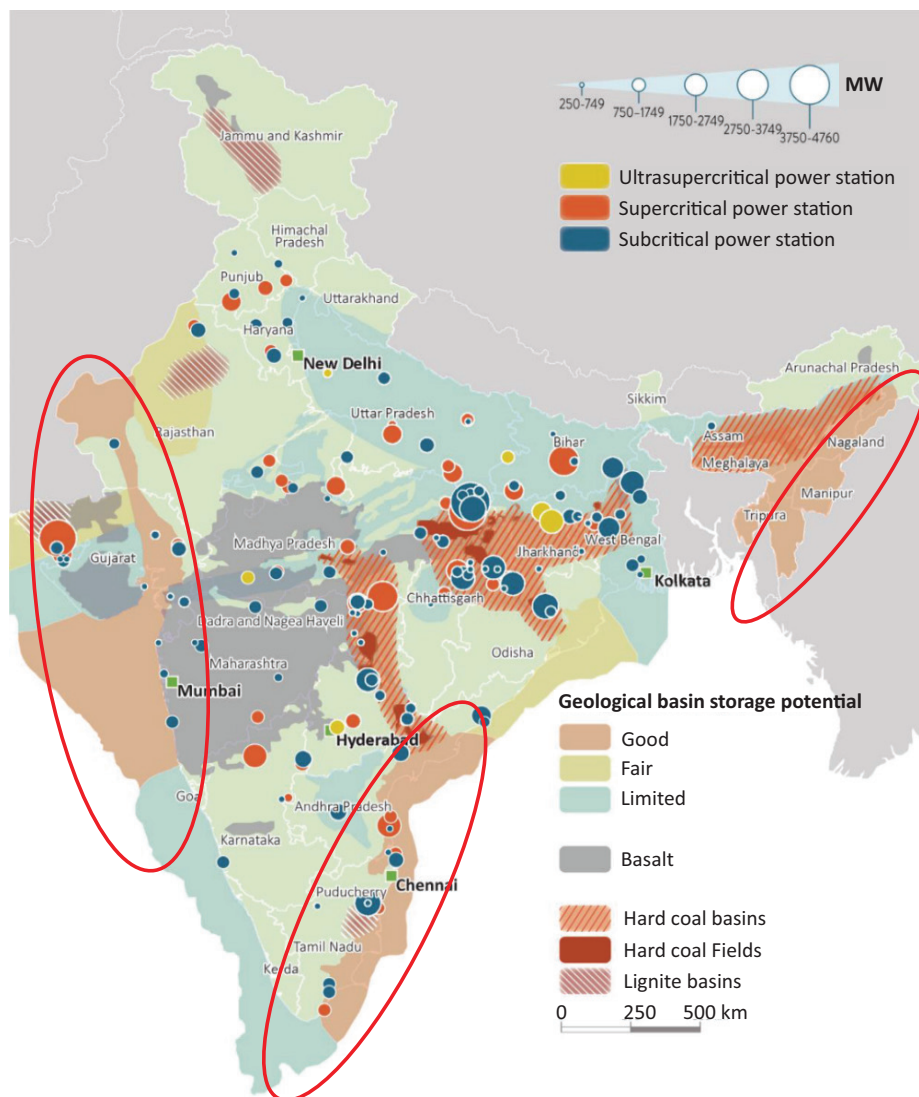 MW
250-749
750–1749
1750-2749
2750-3749
3750-4760
Ultrasupercritical power station
Supercritical power station
Subcritical power station
Jammu and Kashmir
Himachal
Pradesh
Punjub
Uttarakhand
Haryana
New Delhi
Arunachal Pradesh
Sikkim
Uttar Pradesh
Rajasthan
Bihar
Assam
Nagaland
Meghalaya
Manipur
Tripura
Gujarat
Madhya Pradesh
Jharkhand
West Bengal
Kolkata
Chhattisgarh
Dadra and Nagea Haveli
Odisha
Maharashtra
Mumbai
Hyderabad
Goa
Andhra Pradesh
Karnataka
Chennai
Puducherry
Tamil Nadu
Kerala
Geological basin storage potential
Good
Fair
Limited
Basalt
Hard coal basins
Hard coal Fields
Lignite basins
0 250 500 km